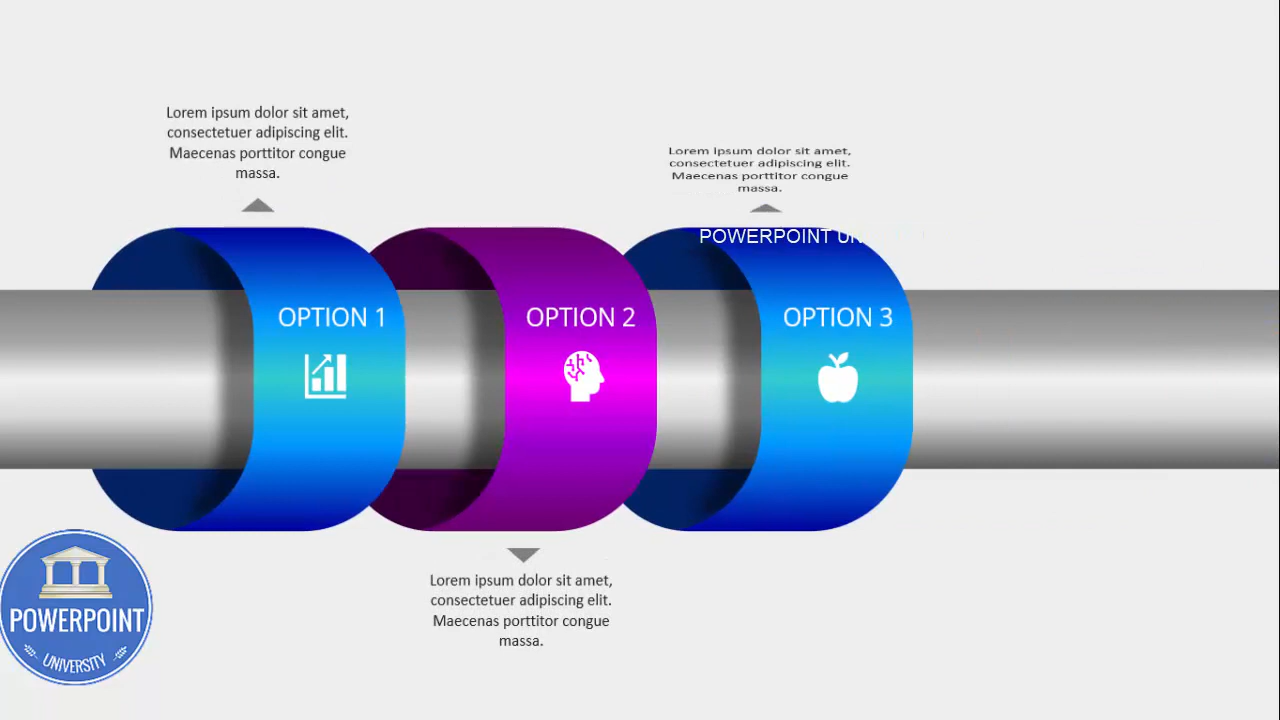 Lorem ipsum dolor sit amet,
consectetuer adipiscing elit.
Maecenas porttitor congue
massa.
Lorem ipsum dolor sit amet,
consectetuer adipiscing elit.
Maecenas porttitor congue
massa.
POWERPOINT
OPTION 1
OPTION 2
OPTION 3
Lorem ipsum dolor sit amet,
consectetuer adipiscing elit.
Maecenas porttitor congue
massa.
POWERPOINT
UNIVERSITY